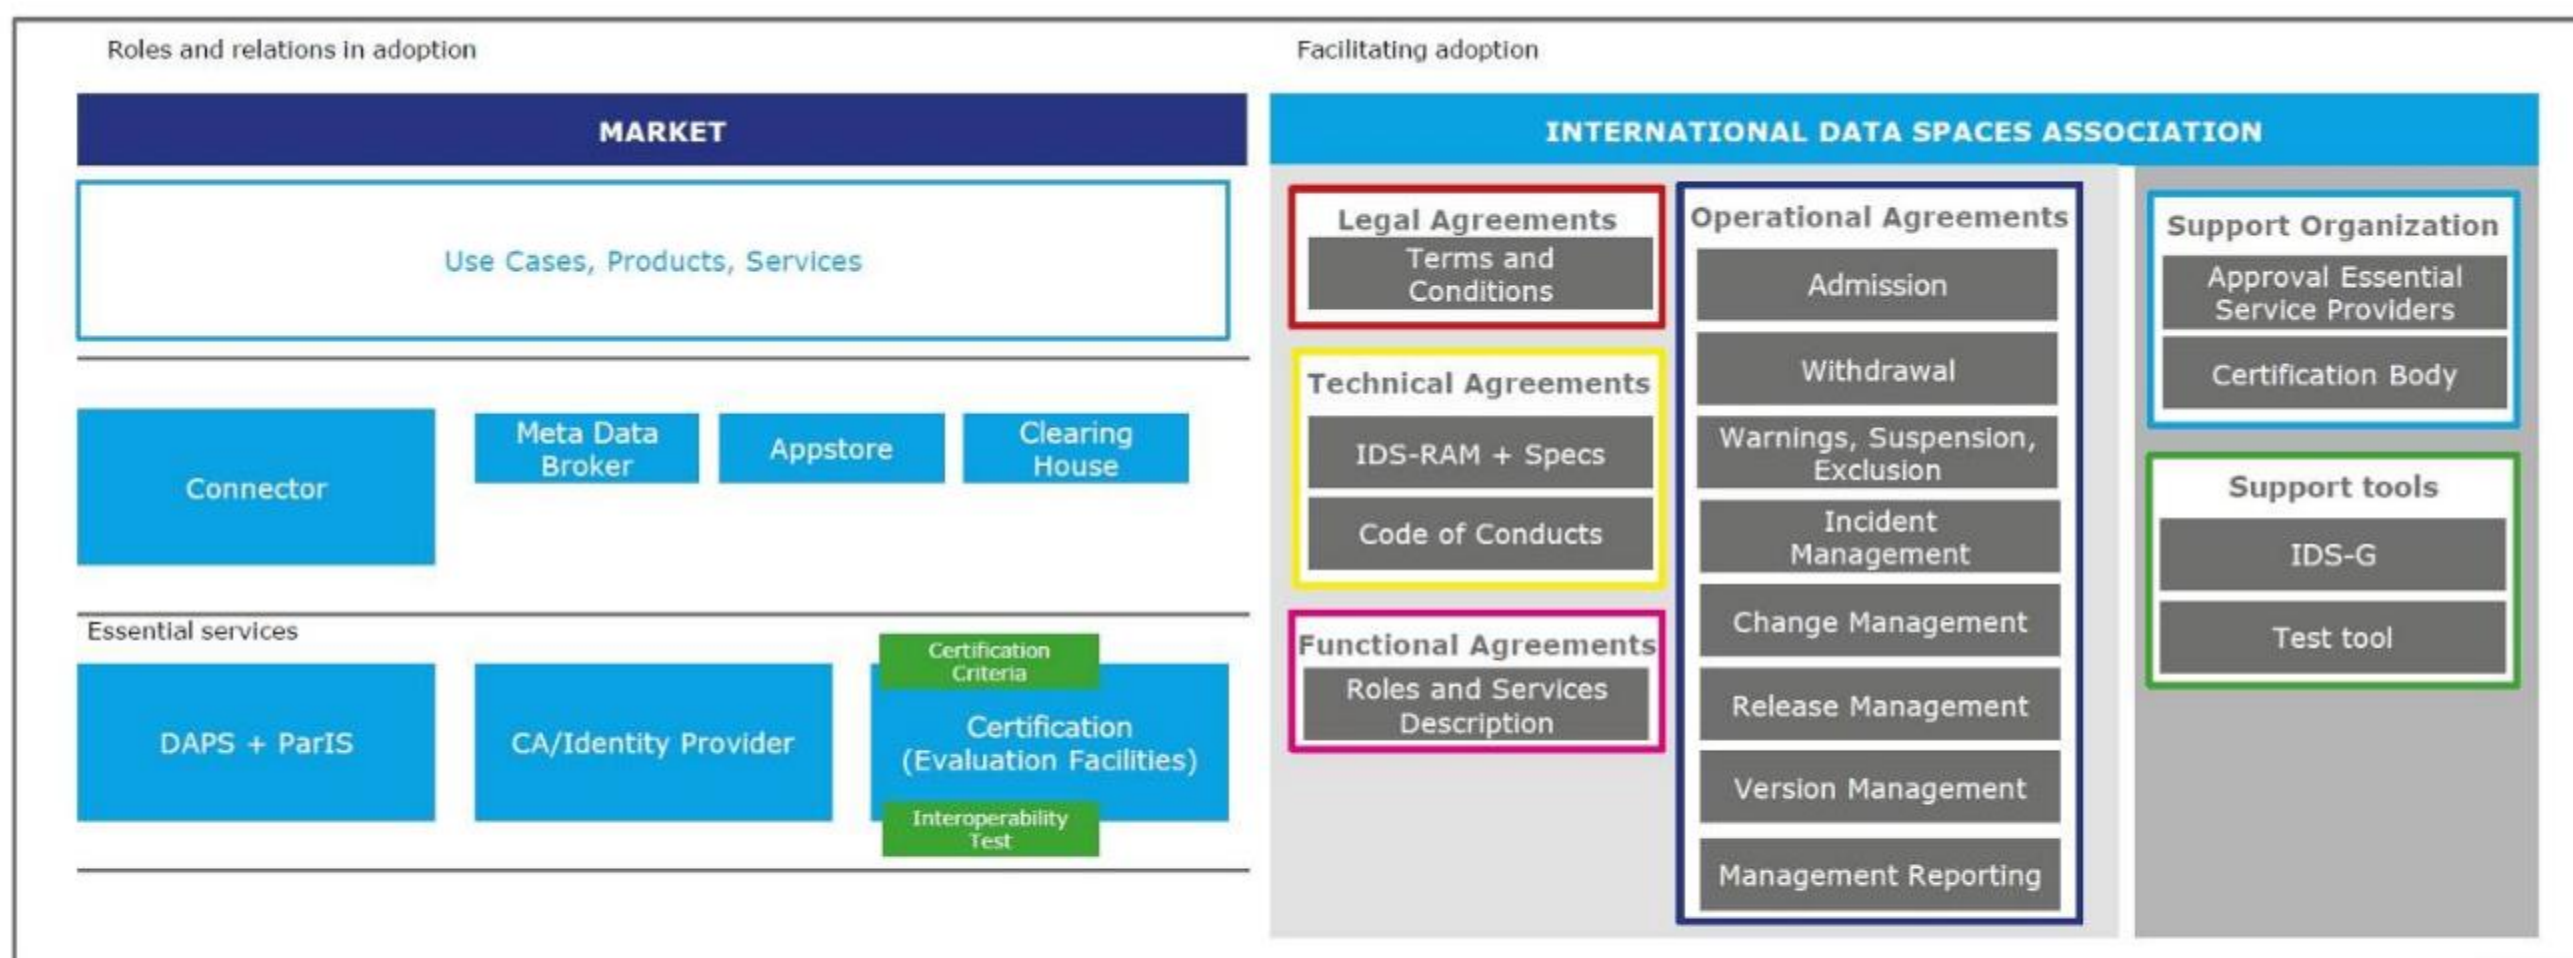 Roles and relations in adoption
MARKET
Use Cases, Products, Services
Connector
Meta Data
Broker
Appstore
Clearing
House
Essential services
DAPS + ParIS
CA/Identity Provider
Certification
Criteria
Certification
(Evaluation Facilities)
Interoperability
Test
Facilitating adoption
INTERNATIONAL DATA SPACES ASSOCIATION
Legal Agreements
Terms and
Conditions
Technical Agreements
IDS-RAM + Specs
Code of Conducts
Functional Agreements
Roles and Services
Description
Operational Agreements
Admission
Withdrawal
Warnings, Suspension,
Exclusion
Incident
Management
Change Management
Release Management
Version Management
Management Reporting
Support Organization
Approval Essential
Service Providers
Certification Body
Support tools
IDS-G
Test tool